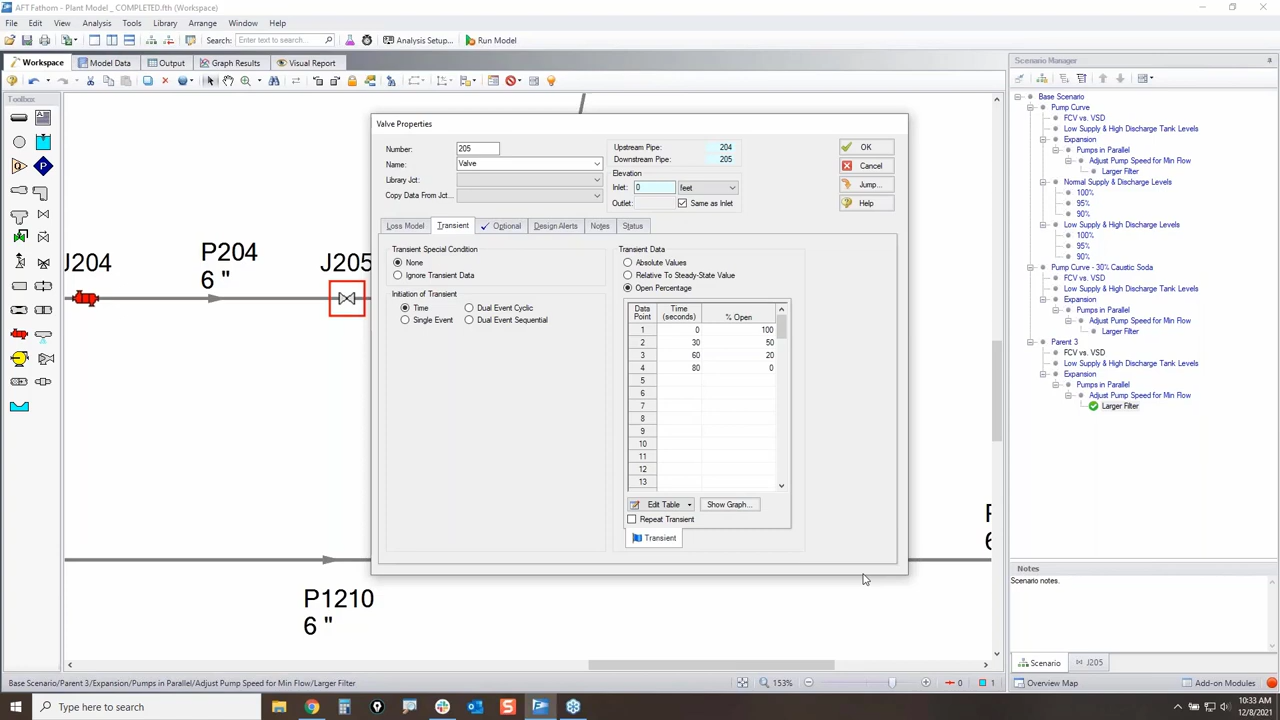 AFT Fathom - Plant Model _ COMPLETED.fth (Workspace)
File Edit View Analysis Tools Library Arrange Window Help
Search: Enter text to search... Analysis Setup... Run Model
Workspace Model Data Output Graph Results Visual Report
Toolbox
J204
P204
6 "
J205
P1210
6 "
P
6
Valve Properties
Number: 205
Name: Valve
Library Jct:
Copy Data From Jct...
Upstream Pipe: 204
Downstream Pipe: 205
Elevation
Inlet: 0 feet
Outlet: Same as Inlet
OK
Cancel
Jump...
Help
Loss Model Transient Optional Design Alerts Notes Status
Transient Special Condition
None
Ignore Transient Data
Initiation of Transient
Time Dual Event Cyclic
Single Event Dual Event Sequential
Transient Data
Absolute Values
Relative To Steady-State Value
Open Percentage
Data Point Time (seconds) % Open
1 0 100
2 30 50
3 60 20
4 80 0
5
6
7
8
9
10
11
12
13
Edit Table Show Graph...
Repeat Transient
Transient
Scenario Manager
Base Scenario
Pump Curve
FCV vs. VSD
Low Supply & High Discharge Tank Levels
Expansion
Pumps in Parallel
Adjust Pump Speed for Min Flow
Larger Filter
Normal Supply & Discharge Levels
100%
95%
90%
High Supply & Low Discharge Levels
100%
95%
90%
Pump Curve - 30% Caustic Soda
FCV vs. VSD
Low Supply & High Discharge Tank Levels
Expansion
Pumps in Parallel
Adjust Pump Speed for Min Flow
Larger Filter
Parent 3
FCV vs. VSD
Low Supply & High Discharge Tank Levels
Expansion
Pumps in Parallel
Adjust Pump Speed for Min Flow
Larger Filter
Notes
Scenario notes.
Scenario J205
Base Scenario/Parent 3/Expansion/Pumps in Parallel/Adjust Pump Speed for Min Flow/Larger Filter
153% 0 1 Overview Map Add-on Modules
Type here to search
10:33 AM
12/8/2021